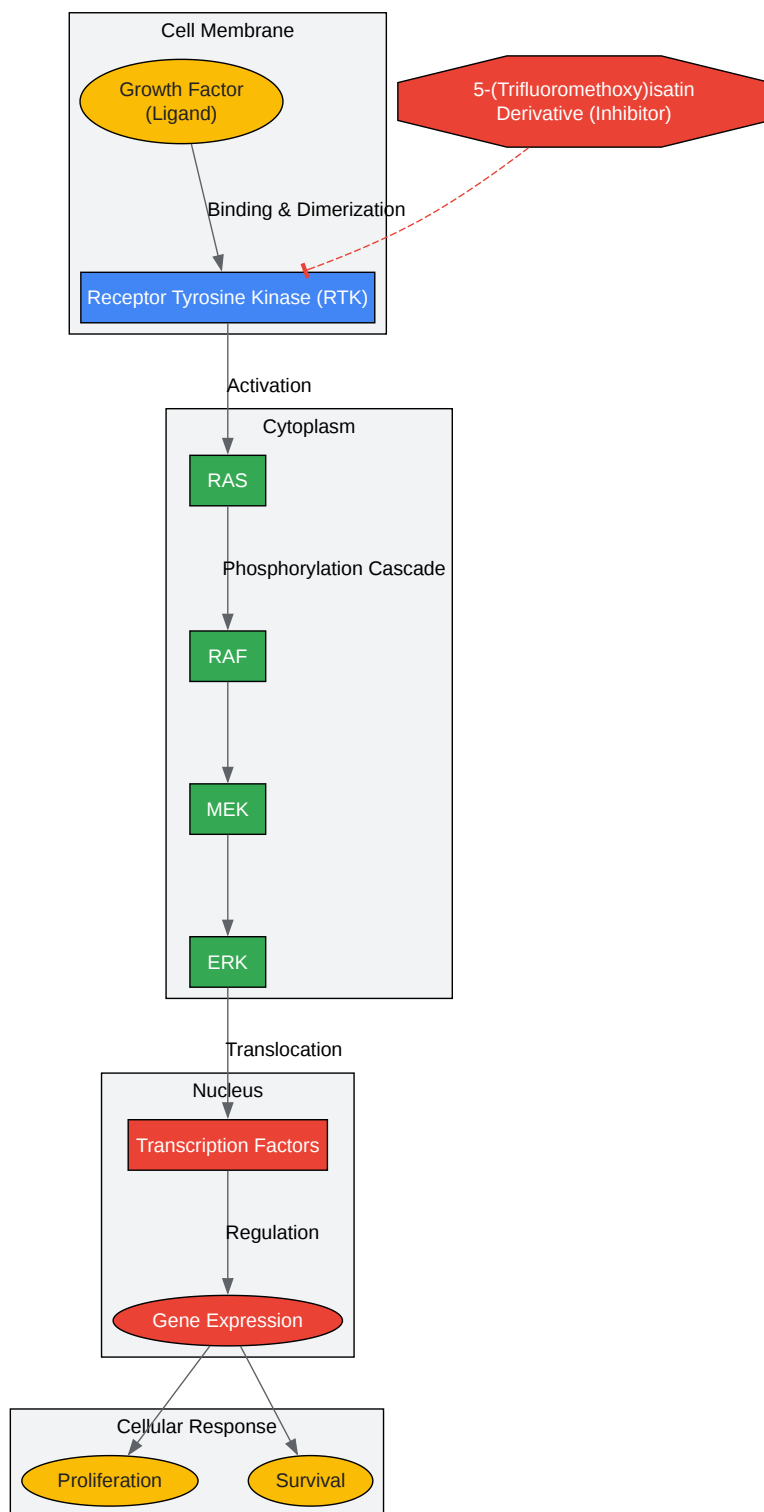 Cell Membrane
Growth Factor
(Ligand)
5-(Trifluoromethoxy)isatin
Derivative (Inhibitor)
Binding & Dimerization
Receptor Tyrosine Kinase (RTK)
Activation
Cytoplasm
RAS
Phosphorylation Cascade
RAF
MEK
ERK
Translocation
Nucleus
Transcription Factors
Regulation
Gene Expression
Cellular Response
Proliferation
Survival